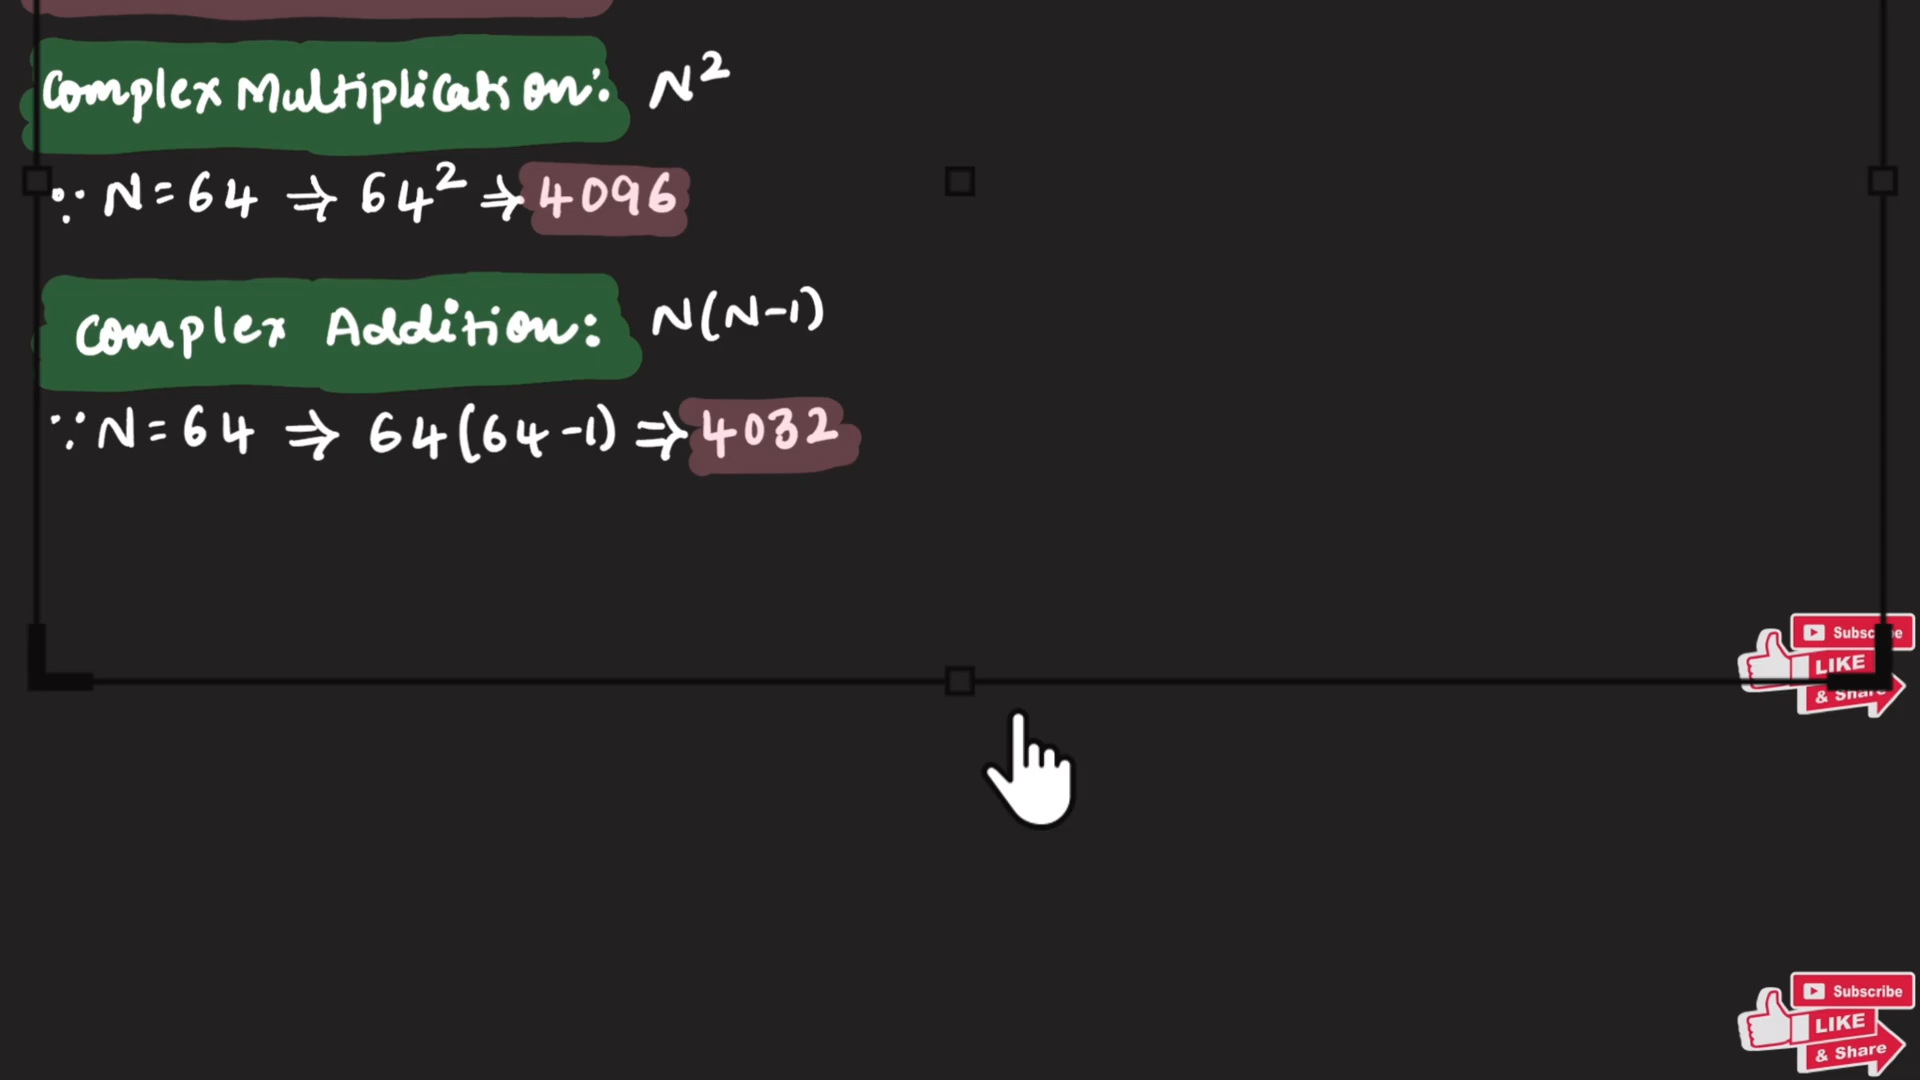 Complex Multiplication: N²
∵ N = 64 ⇒ 64² ⇒ 4096
Complex Addition: N(N-1)
∵ N = 64 ⇒ 64(64-1) ⇒ 4032
Subscribe
LIKE
& Share
Subscribe
LIKE
& Share